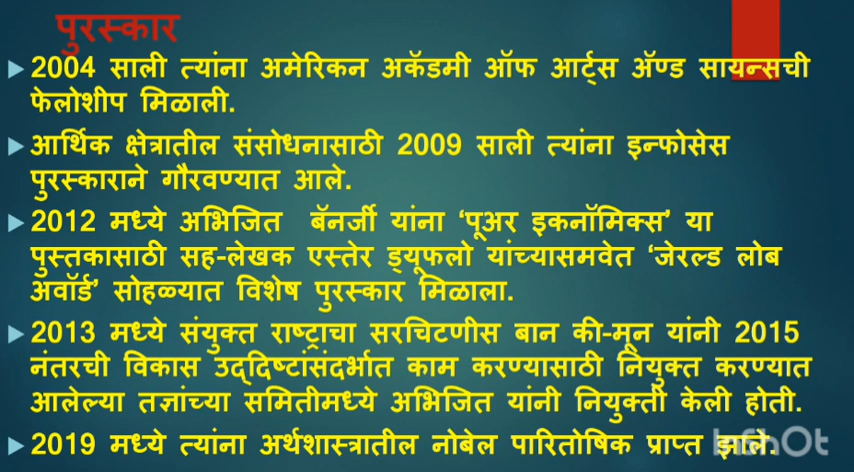 पुरस्कार
2004 साली त्यांना अमेरिकन अकॅडमी ऑफ आर्ट्स ॲण्ड सायन्सची
फेलोशीप मिळाली.
आर्थिक क्षेत्रातील संसोधनासाठी 2009 साली त्यांना इन्फोसेस
पुरस्काराने गौरवण्यात आले.
2012 मध्ये अभिजित बॅनर्जी यांना ‘पूअर इकनॉमिक्स’ या
पुस्तकासाठी सह-लेखक एस्तेर ड्यूफलो यांच्यासमवेत ‘जेरल्ड लोब
अवॉर्ड’ सोहळ्यात विशेष पुरस्कार मिळाला.
2013 मध्ये संयुक्त राष्ट्राचा सरचिटणीस बान की-मून यांनी 2015
नंतरची विकास उद्दिष्टांसंदर्भात काम करण्यासाठी नियुक्त करण्यात
आलेल्या तज्ञांच्या समितीमध्ये अभिजित यांनी नियुक्ती केली होती.
2019 मध्ये त्यांना अर्थशास्त्रातील नोबेल पारितोषिक प्राप्त झाले.